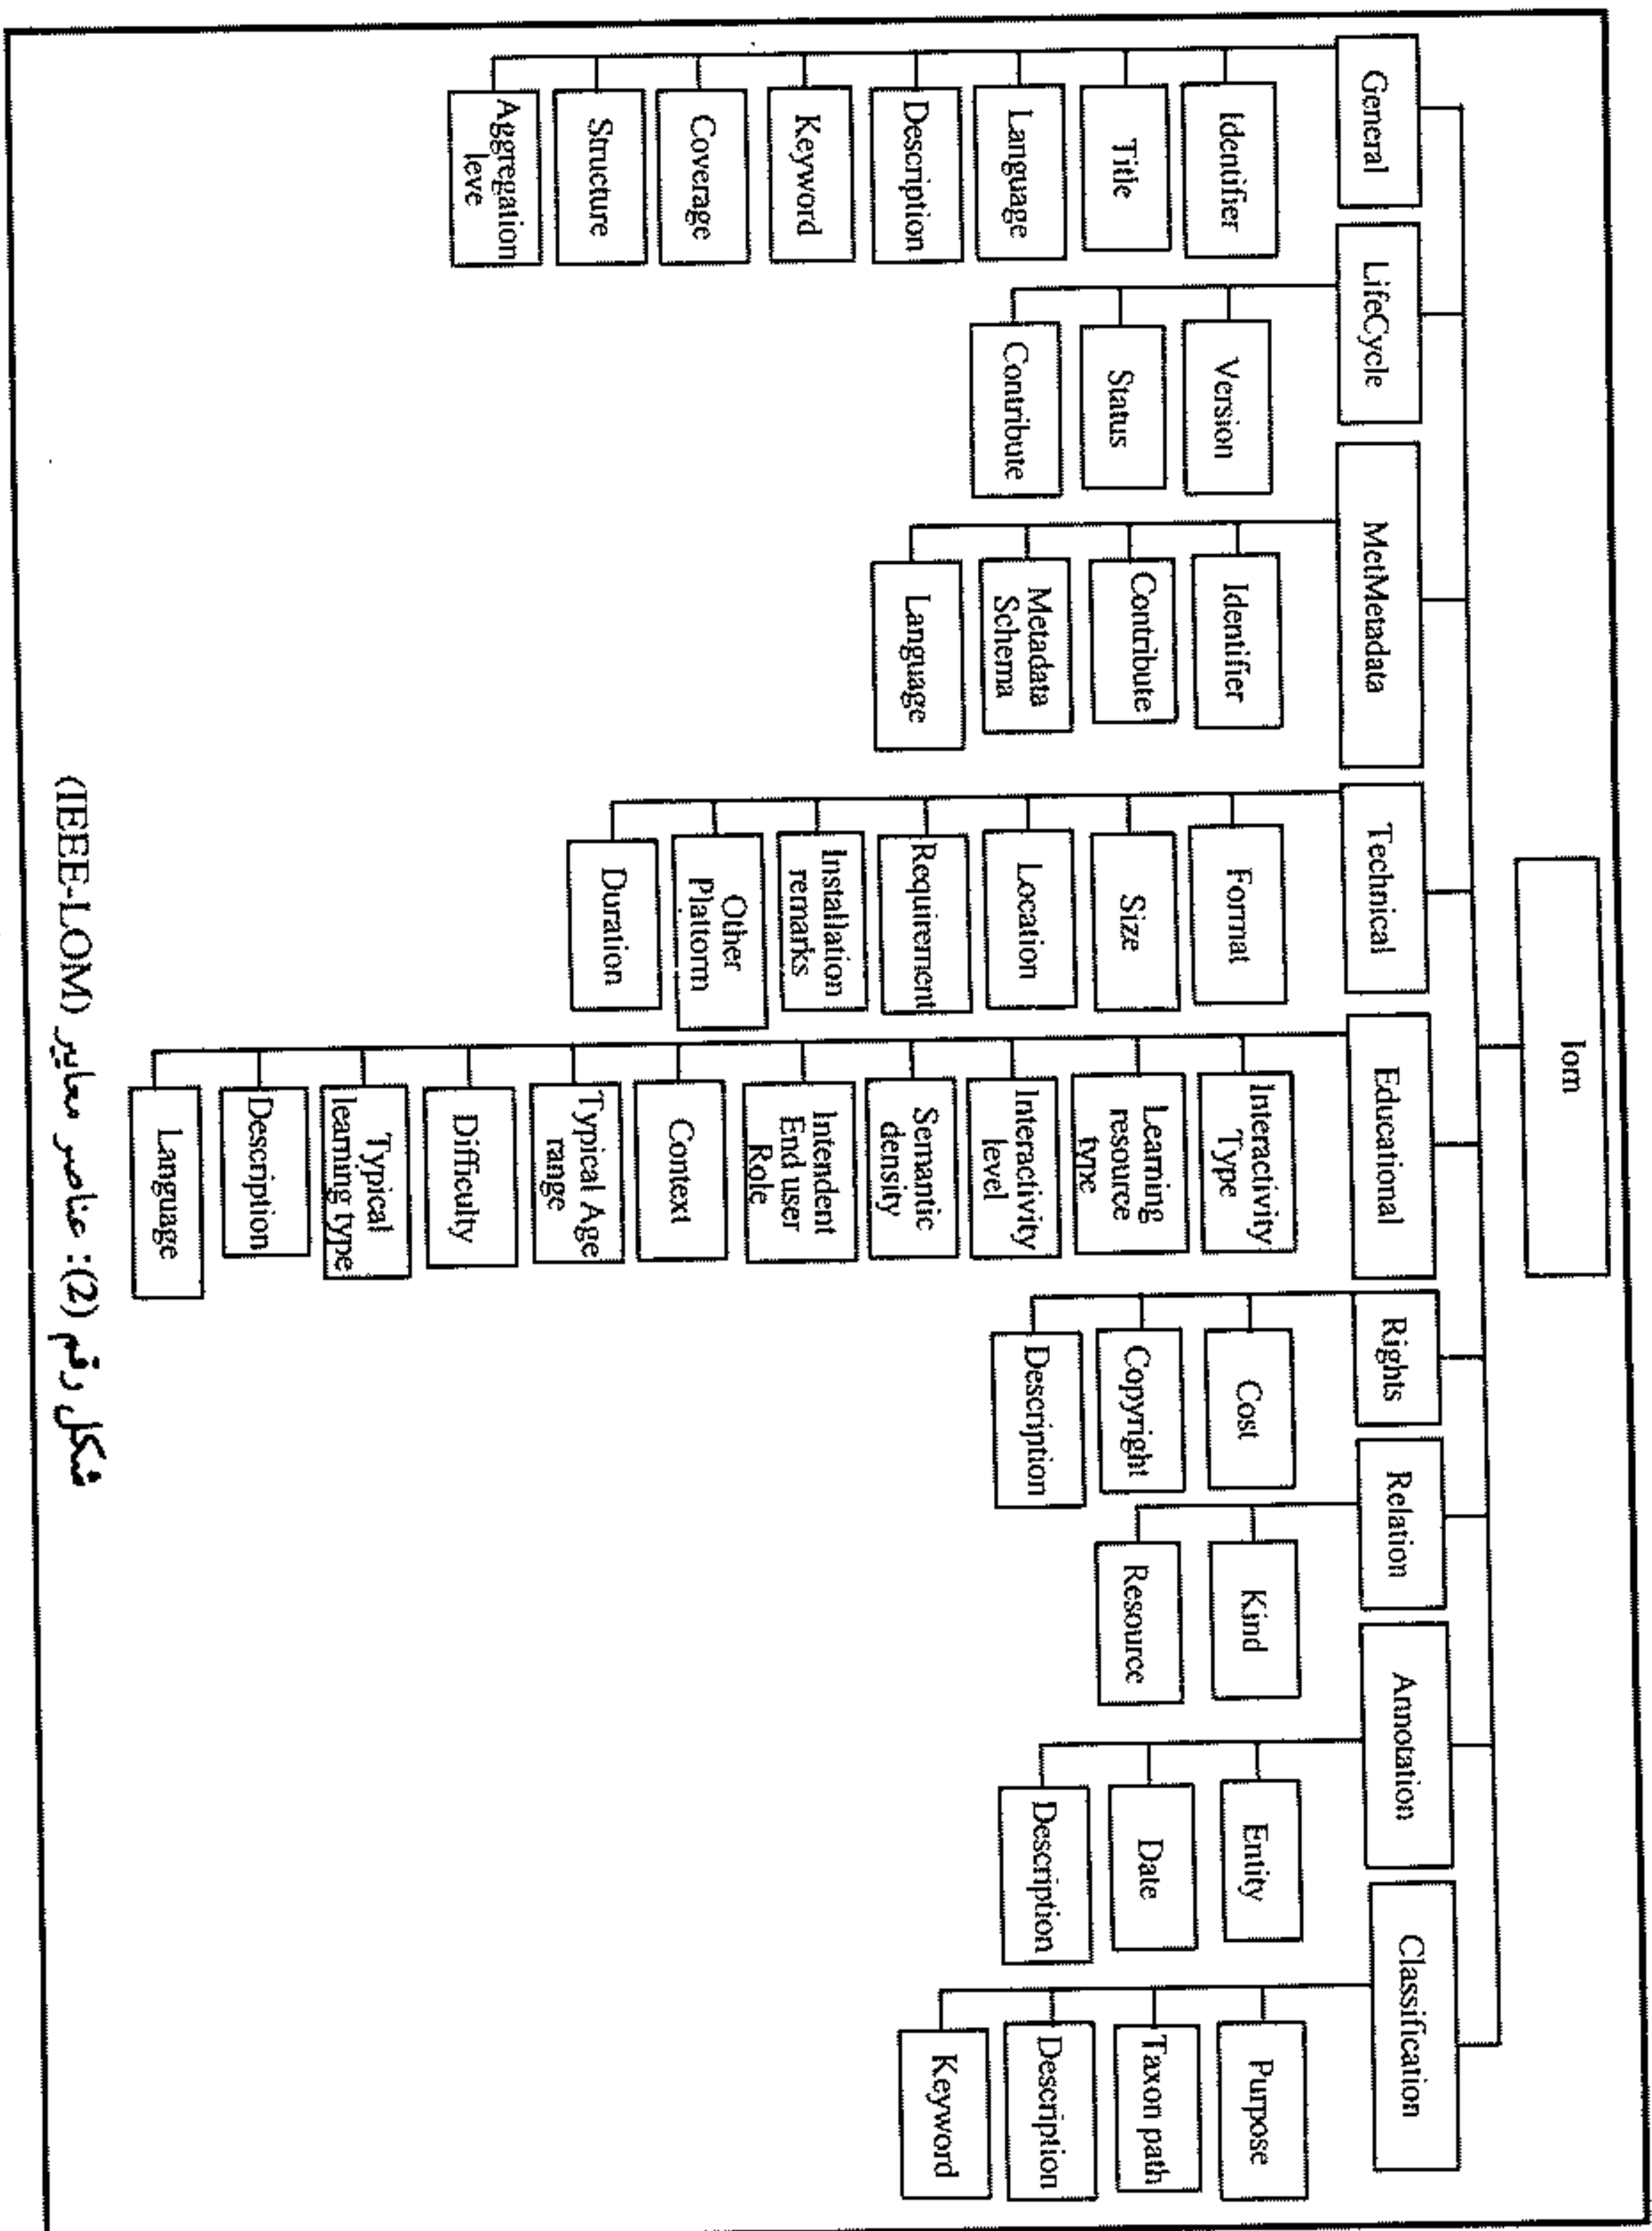 lom
General
LifeCycle
MetMetadata
Technical
Educational
Rights
Relation
Annotation
Classification
Identifier
Title
Language
Description
Keyword
Coverage
Structure
Aggregation
leve
Version
Status
Contribute
Identifier
Contribute
Metadata
Schema
Language
Format
Size
Location
Requirement
Installation
remarks
Other
Plattorm
Duration
Interactivity
Type
Learning
resource
type
Interactivity
level
Semantic
density
Intendent
End user
Role
Context
Typical Age
range
Difficulty
Typical
learning type
Description
Language
Cost
Copyright
Description
Kind
Resource
Entity
Date
Description
Purpose
Taxon path
Description
Keyword
شكل رقم (2): عناصر معايير (IEEE-LOM)